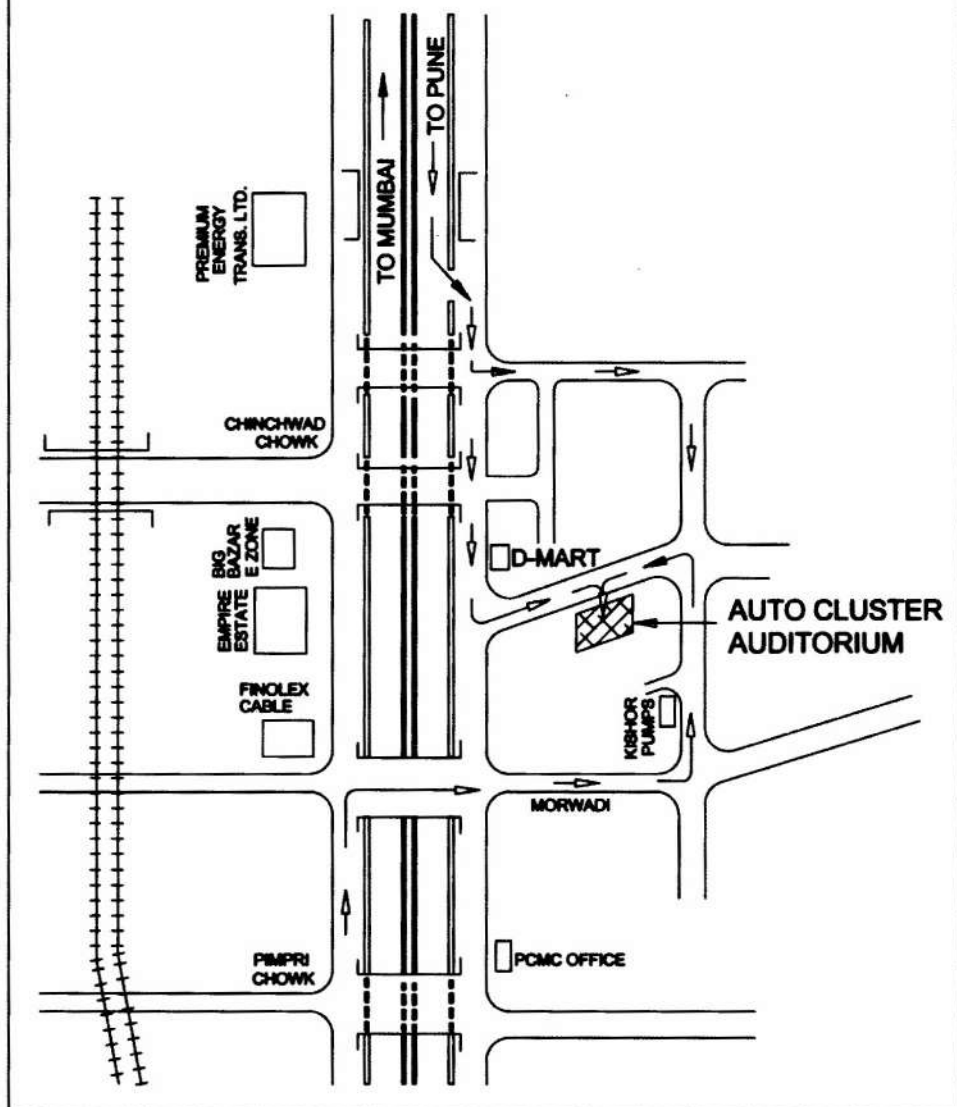 TO MUMBAI
TO PUNE
PREMIUM
ENERGY
TRANS. LTD.
CHINCHWAD
CHOWK
BIG
BAZAR
E ZONE
D-MART
EMPIRE
ESTATE
AUTO CLUSTER
AUDITORIUM
FINOLEX
CABLE
KISHOR
PUMPS
MORWADI
PIMPRI
CHOWK
PCMC OFFICE